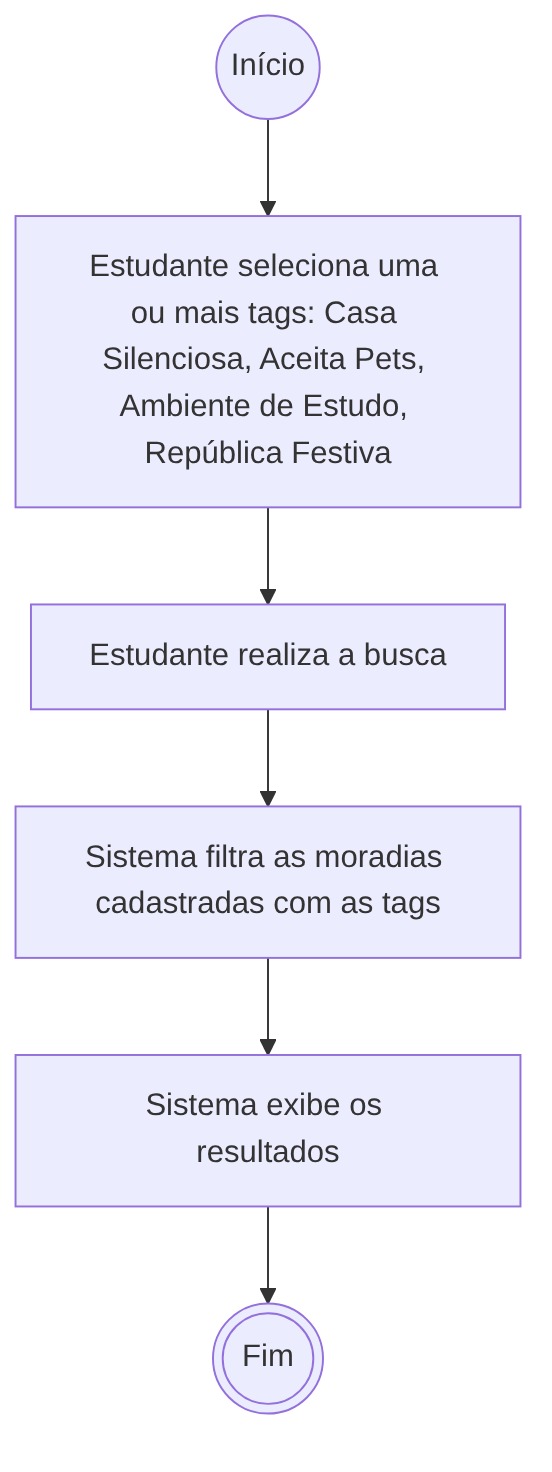 Início
Estudante seleciona uma
ou mais tags: Casa
Silenciosa, Aceita Pets,
Ambiente de Estudo,
República Festiva
Estudante realiza a busca
Sistema filtra as moradias
cadastradas com as tags
Sistema exibe os
resultados
Fim